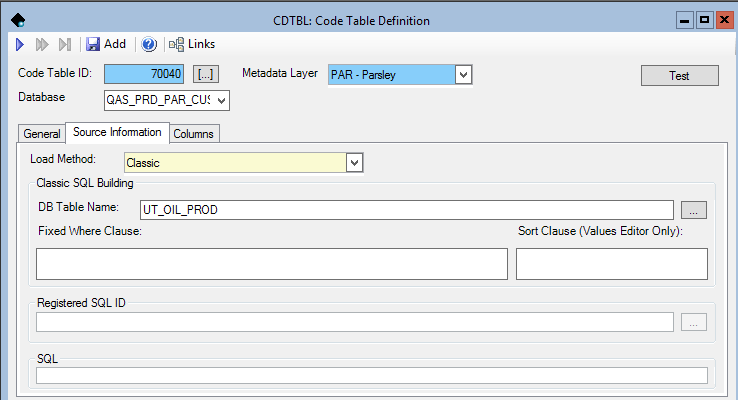 CDTBL: Code Table Definition
Add Links
Code Table ID: 70040 [...] Metadata Layer PAR - Parsley Test
Database QAS_PRD_PAR_CUS
General Source Information Columns
Load Method: Classic
Classic SQL Building
DB Table Name: UT_OIL_PROD ...
Fixed Where Clause: Sort Clause (Values Editor Only):
Registered SQL ID
...
SQL